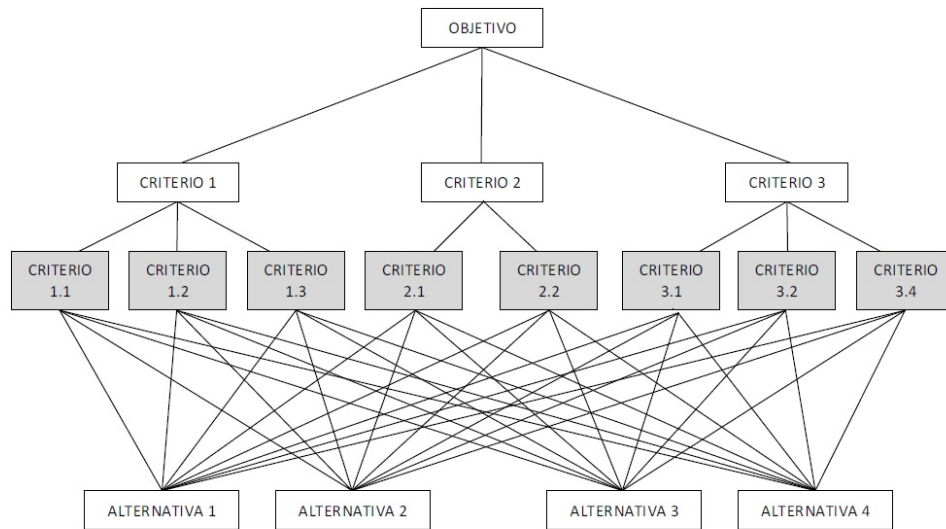 OBJETIVO
CRITERIO 1
CRITERIO 2
CRITERIO 3
CRITERIO
1.1
CRITERIO
1.2
CRITERIO
1.3
CRITERIO
2.1
CRITERIO
2.2
CRITERIO
3.1
CRITERIO
3.2
CRITERIO
3.4
ALTERNATIVA 1
ALTERNATIVA 2
ALTERNATIVA 3
ALTERNATIVA 4